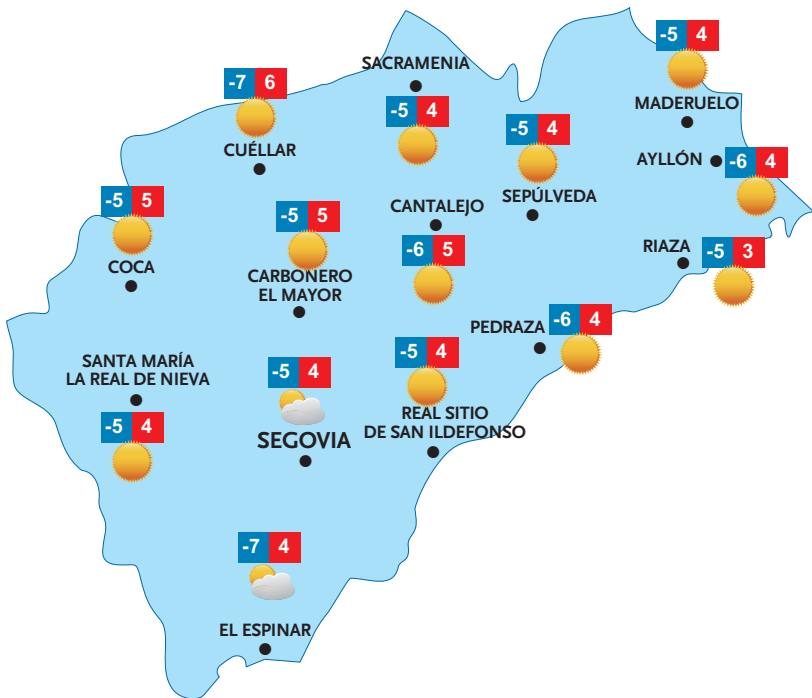 -5 4
MADERUELO
SACRAMENIA
-5 4
-7 6
CUÉLLAR
-5 4
SEPÚLVEDA
AYLLÓN
-6 4
-5 5
COCA
-5 5
CARBONERO
EL MAYOR
CANTALEJO
-6 5
RIAZA
-5 3
PEDRAZA
-6 4
SANTA MARÍA
LA REAL DE NIEVA
-5 4
-5 4
SEGOVIA
-5 4
REAL SITIO
DE SAN ILDEFONSO
-7 4
EL ESPINAR